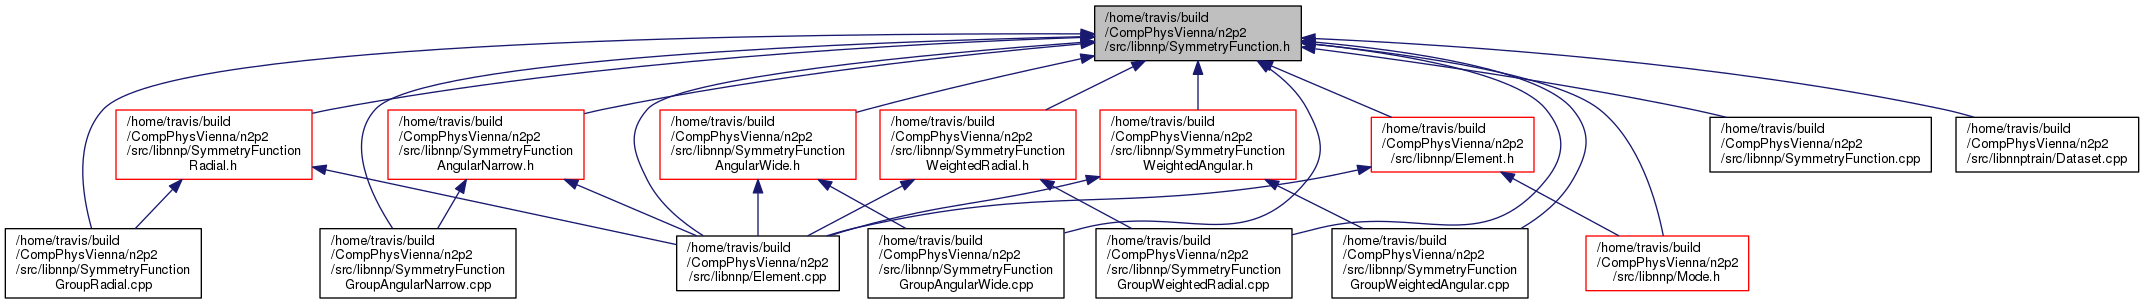 /home/travis/build
/CompPhysVienna/n2p2
/src/libnnp/SymmetryFunction.h
/home/travis/build
/CompPhysVienna/n2p2
/src/libnnp/SymmetryFunction
Radial.h
/home/travis/build
/CompPhysVienna/n2p2
/src/libnnp/SymmetryFunction
AngularNarrow.h
/home/travis/build
/CompPhysVienna/n2p2
/src/libnnp/SymmetryFunction
AngularWide.h
/home/travis/build
/CompPhysVienna/n2p2
/src/libnnp/SymmetryFunction
WeightedRadial.h
/home/travis/build
/CompPhysVienna/n2p2
/src/libnnp/SymmetryFunction
WeightedAngular.h
/home/travis/build
/CompPhysVienna/n2p2
/src/libnnp/Element.h
/home/travis/build
/CompPhysVienna/n2p2
/src/libnnp/SymmetryFunction.cpp
/home/travis/build
/CompPhysVienna/n2p2
/src/libnnptrain/Dataset.cpp
/home/travis/build
/CompPhysVienna/n2p2
/src/libnnp/SymmetryFunction
GroupRadial.cpp
/home/travis/build
/CompPhysVienna/n2p2
/src/libnnp/SymmetryFunction
GroupAngularNarrow.cpp
/home/travis/build
/CompPhysVienna/n2p2
/src/libnnp/Element.cpp
/home/travis/build
/CompPhysVienna/n2p2
/src/libnnp/SymmetryFunction
GroupAngularWide.cpp
/home/travis/build
/CompPhysVienna/n2p2
/src/libnnp/SymmetryFunction
GroupWeightedRadial.cpp
/home/travis/build
/CompPhysVienna/n2p2
/src/libnnp/SymmetryFunction
GroupWeightedAngular.cpp
/home/travis/build
/CompPhysVienna/n2p2
/src/libnnp/Mode.h